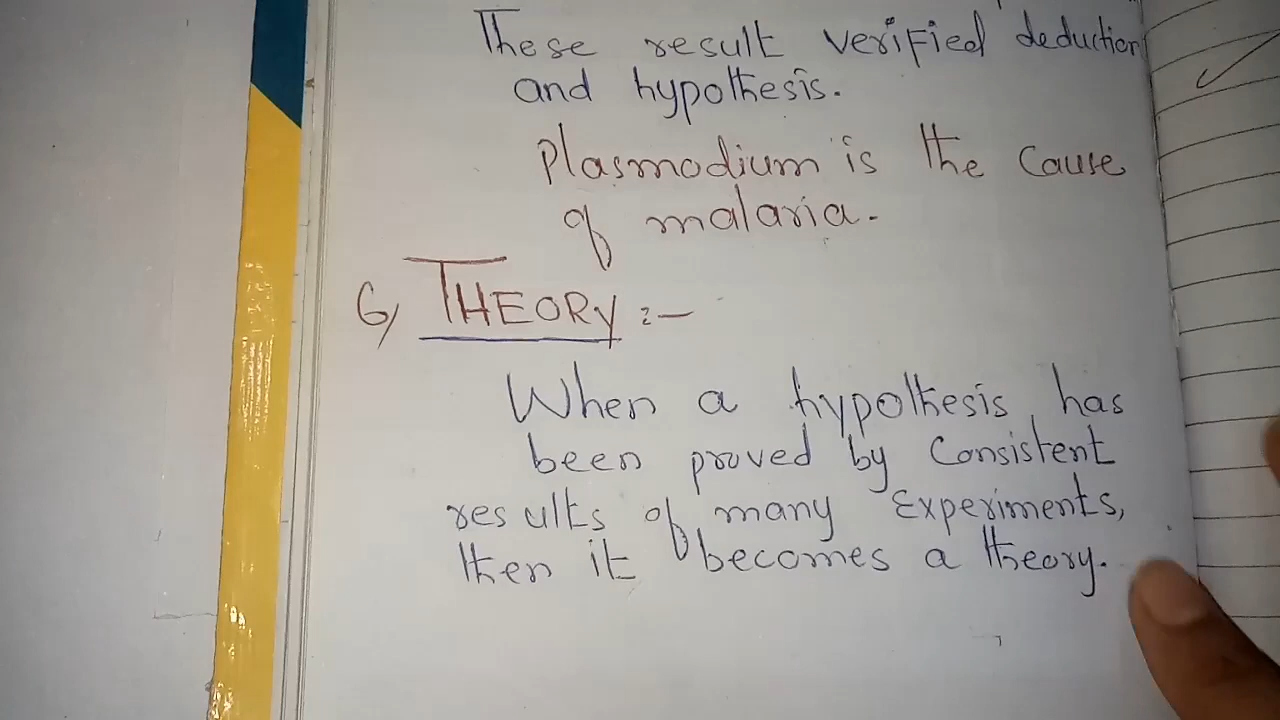 These result verified deduction
and hypothesis.
Plasmodium is the cause
of malaria.
6) THEORY :-
When a hypothesis has
been proved by consistent
results of many Experiments,
then it becomes a theory.